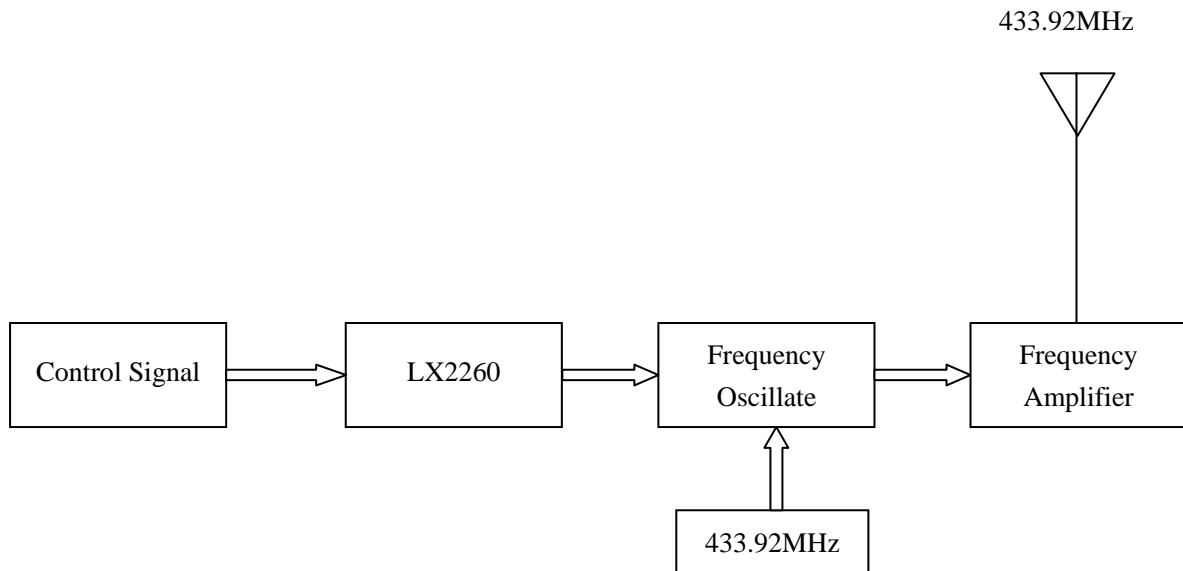 433.92MHz
Control Signal
LX2260
Frequency
Oscillate
Frequency
Amplifier
433.92MHz